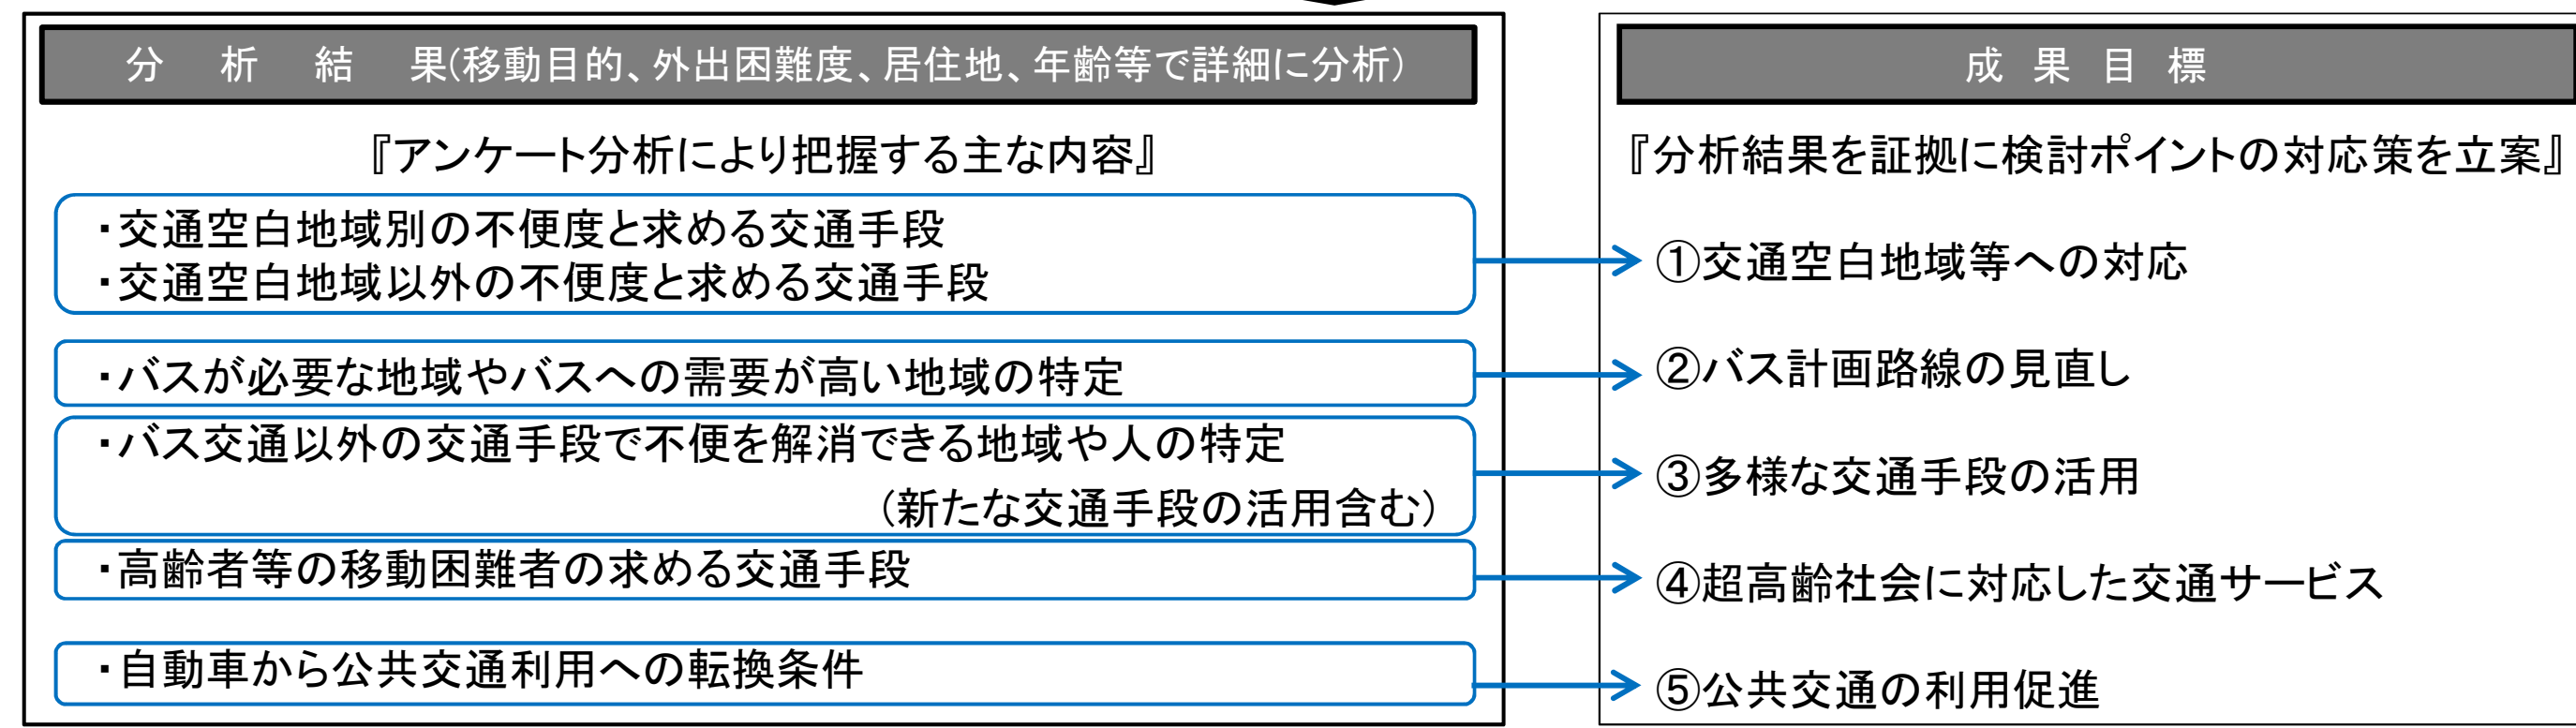 分　析　結　果(移動目的、外出困難度、居住地、年齢等で詳細に分析)
『アンケート分析により把握する主な内容』
・交通空白地域別の不便度と求める交通手段
・交通空白地域以外の不便度と求める交通手段
・バスが必要な地域やバスへの需要が高い地域の特定
・バス交通以外の交通手段で不便を解消できる地域や人の特定
(新たな交通手段の活用含む)
・高齢者等の移動困難者の求める交通手段
・自動車から公共交通利用への転換条件
成 果 目 標
『分析結果を証拠に検討ポイントの対応策を立案』
①交通空白地域等への対応
②バス計画路線の見直し
③多様な交通手段の活用
④超高齢社会に対応した交通サービス
⑤公共交通の利用促進